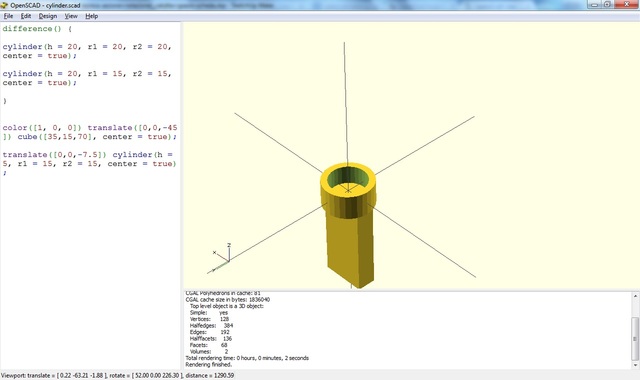 OpenSCAD - cylinder.scad
File Edit Design View Help
difference() {
cylinder(h = 20, r1 = 20, r2 = 20,
center = true);
cylinder(h = 20, r1 = 15, r2 = 15,
center = true);
}
color([1, 0, 0]) translate([0,0,-45
]) cube([35,15,70], center = true);
translate([0,0,-7.5]) cylinder(h =
5, r1 = 15, r2 = 15, center = true)
;
Z
x
CGAL Polyhedrons in cache: 81
CGAL cache size in bytes: 1836040
Top level object is a 3D object:
Simple: yes
Vertices: 128
Halfedges: 384
Edges: 192
Halffacets: 136
Facets: 68
Volumes: 2
Total rendering time: 0 hours, 0 minutes, 2 seconds
Rendering finished.
Viewport: translate = [ 0.22 -63.21 -1.88 ], rotate = [ 52.00 0.00 226.30 ], distance = 1290.59